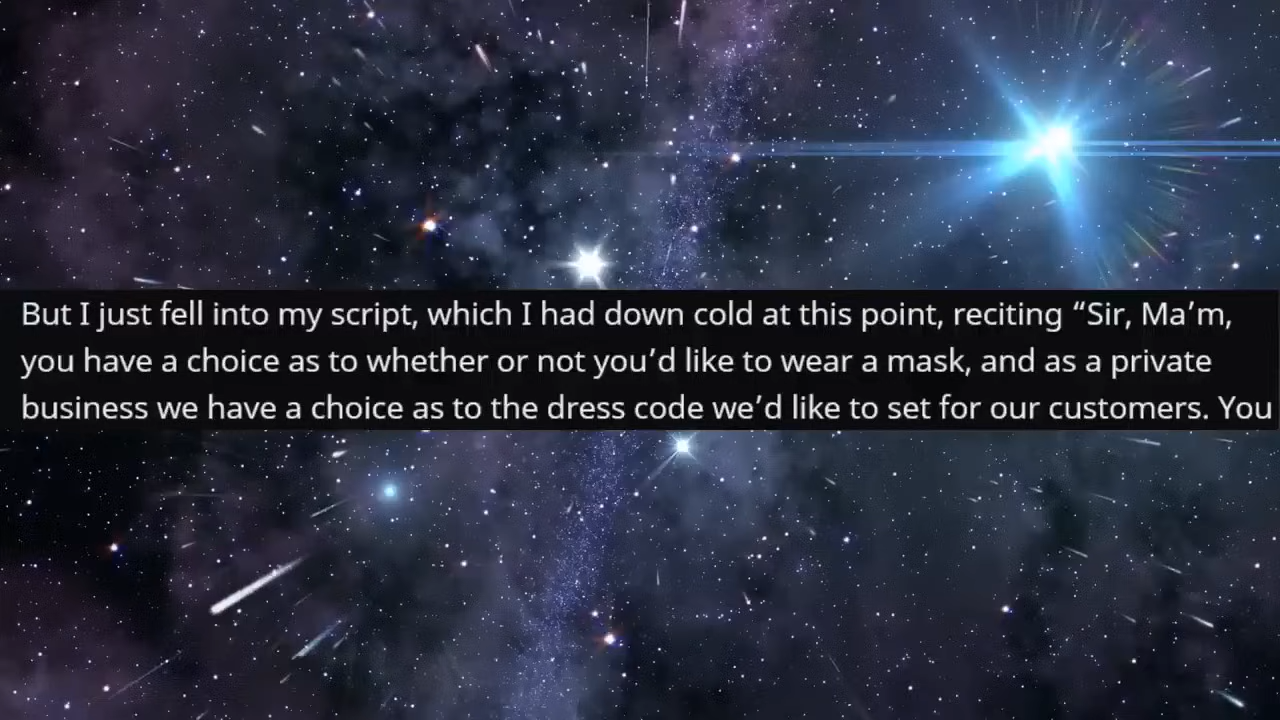 But I just fell into my script, which I had down cold at this point, reciting “Sir, Ma’m,
you have a choice as to whether or not you’d like to wear a mask, and as a private
business we have a choice as to the dress code we’d like to set for our customers. You